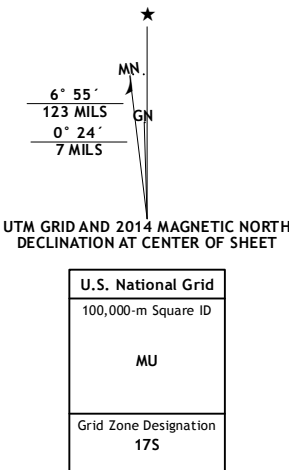 MN
6° 55´
123 MILS
GN
0° 24´
7 MILS
UTM GRID AND 2014 MAGNETIC NORTH
DECLINATION AT CENTER OF SHEET
U.S. National Grid
100,000-m Square ID
MU
Grid Zone Designation
17S